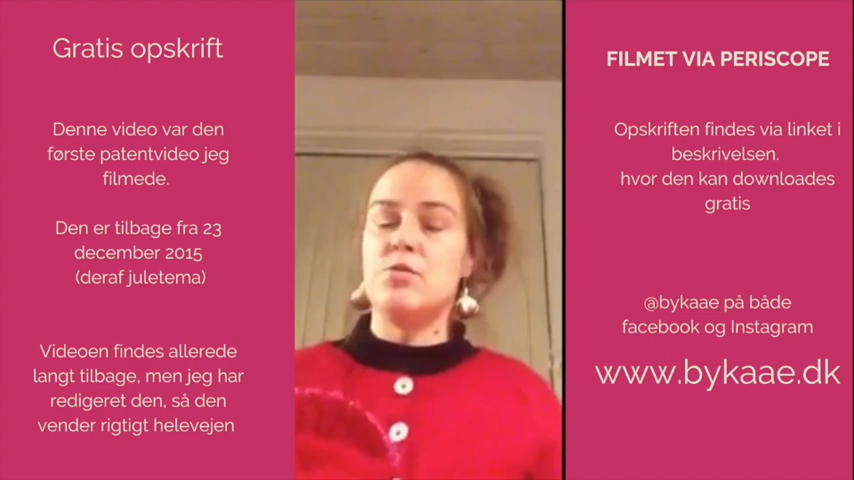 Gratis opskrift
Denne video var den
første patentvideo jeg
filmede.
Den er tilbage fra 23
december 2015
(deraf juletema)
Videoen findes allerede
langt tilbage, men jeg har
redigeret den, så den
vender rigtigt helevejen
FILMET VIA PERISCOPE
Opskriften findes via linket i
beskrivelsen.
hvor den kan downloades
gratis
@bykaae på både
facebook og Instagram
www.bykaae.dk